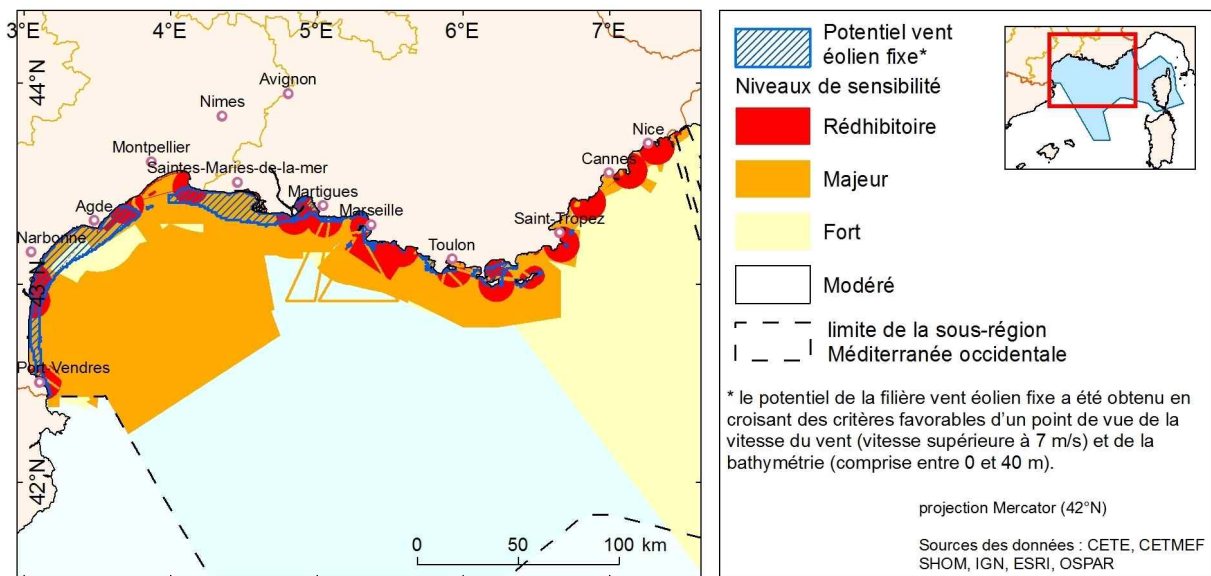 3°E
4°E
5°E
6°E
7°E
44°N
43°N
42°N
Avignon
Nimes
Montpellier
Saintes-Maries-de-la-mer
Agde
Martigues
Marseille
Narbonne
Toulon
Nice
Cannes
Saint-Tropez
Port-Vendres
0 50 100 km
Potentiel vent
éolien fixe*
Niveaux de sensibilité
Rédhibitoire
Majeur
Fort
Modéré
limite de la sous-région
Méditerranée occidentale
* le potentiel de la filière vent éolien fixe a été obtenu en
croisant des critères favorables d'un point de vue de la
vitesse du vent (vitesse supérieure à 7 m/s) et de la
bathymétrie (comprise entre 0 et 40 m).
projection Mercator (42°N)
Sources des données : CETE, CETMEF
SHOM, IGN, ESRI, OSPAR